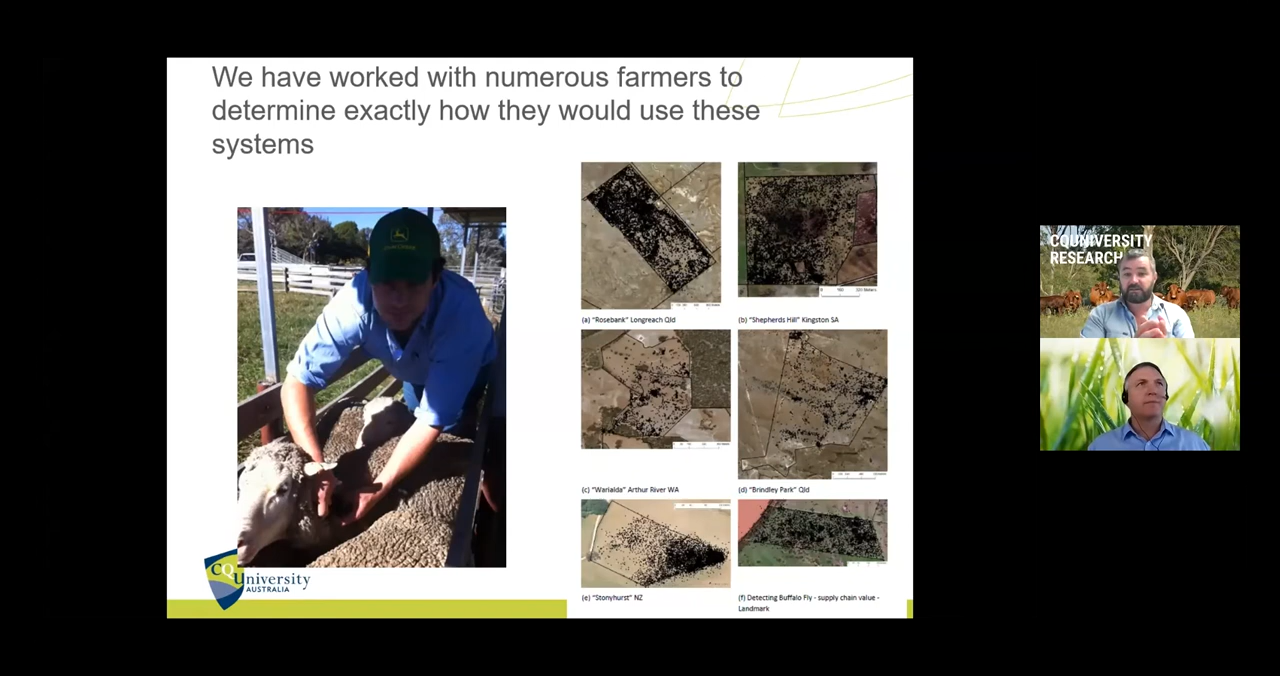 We have worked with numerous farmers to
determine exactly how they would use these
systems
(a) "Rosebank" Longreach Qld
(b) "Shepherds Hill" Kingston SA
(c) "Warialda" Arthur River WA
(d) "Brindley Park" Qld
(e) "Stonyhurst" NZ
(f) Detecting Buffalo Fly - supply chain value -
Landmark
CQUniversity
AUSTRALIA
CQUNIVERSITY
RESEARCH